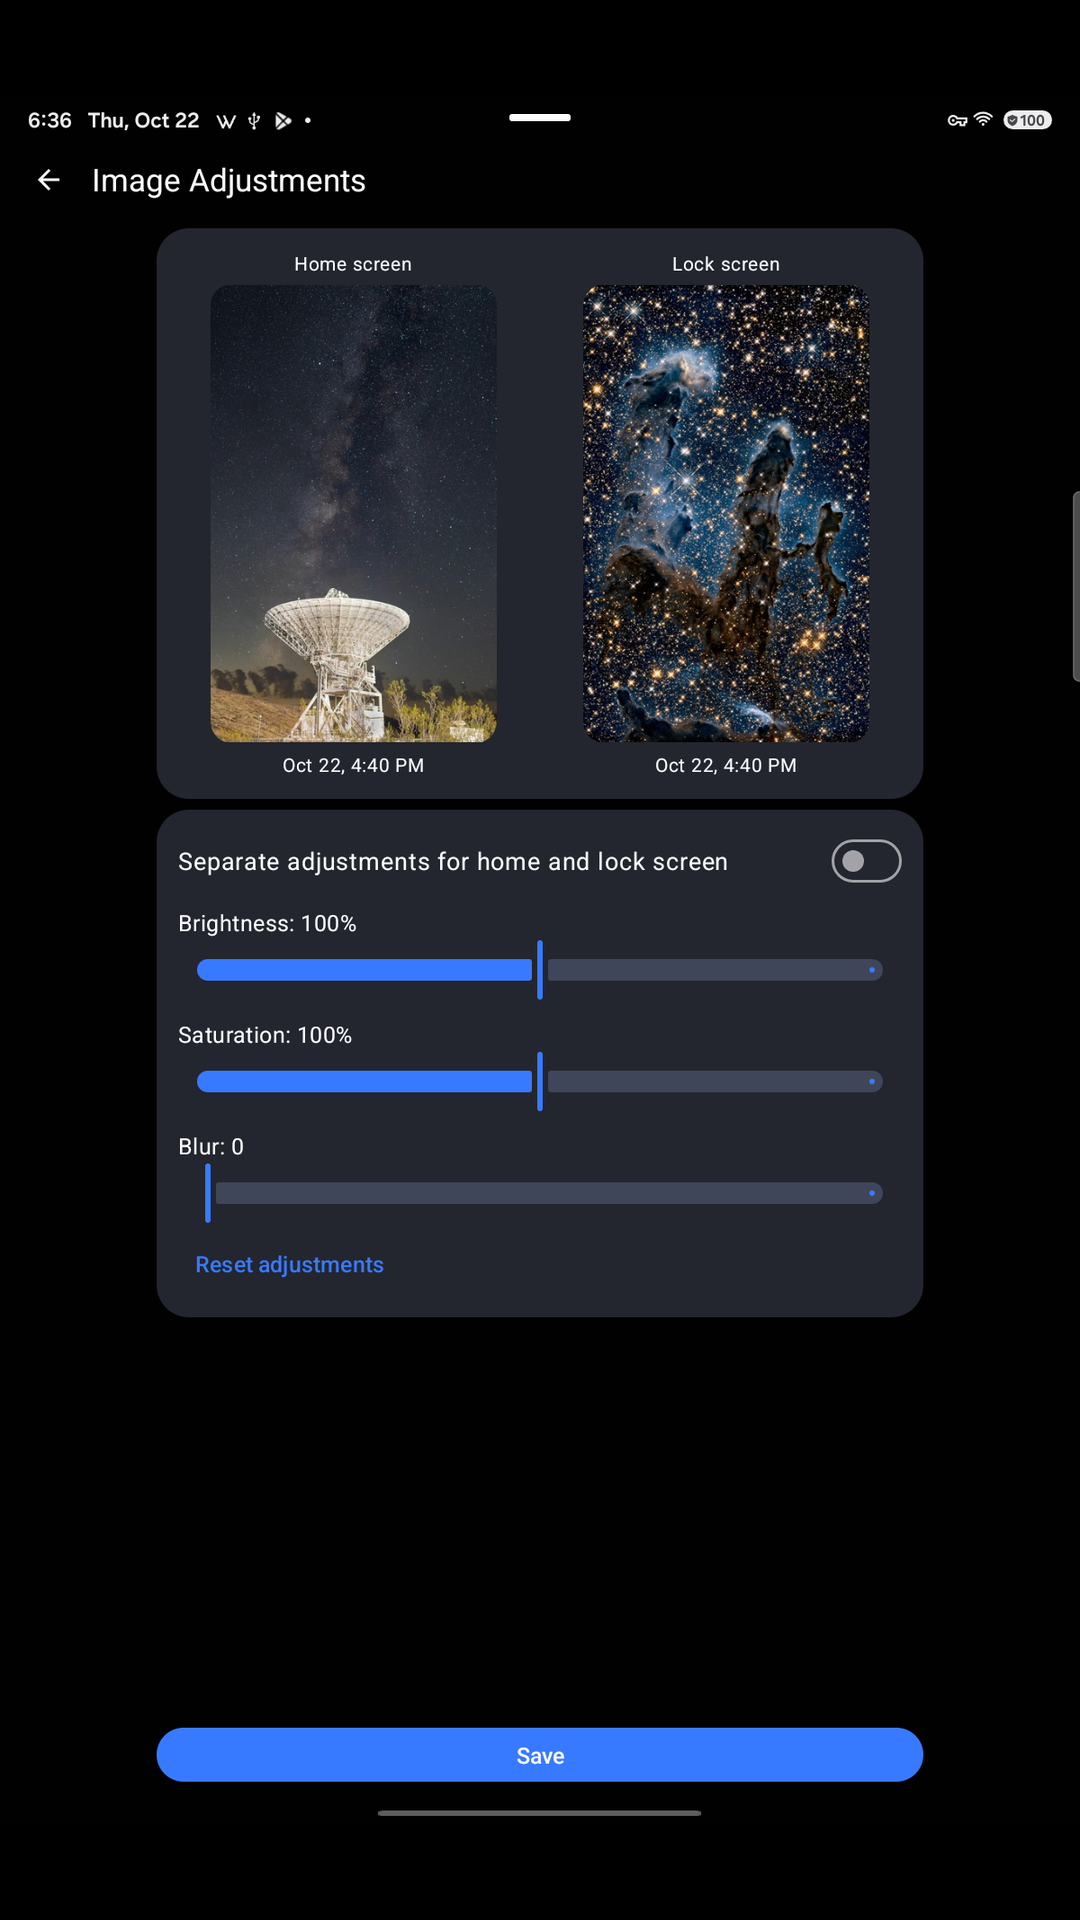 6:36 Thu, Oct 22 100
Image Adjustments
Home screen Lock screen
Oct 22, 4:40 PM Oct 22, 4:40 PM
Separate adjustments for home and lock screen
Brightness: 100%
Saturation: 100%
Blur: 0
Reset adjustments
Save